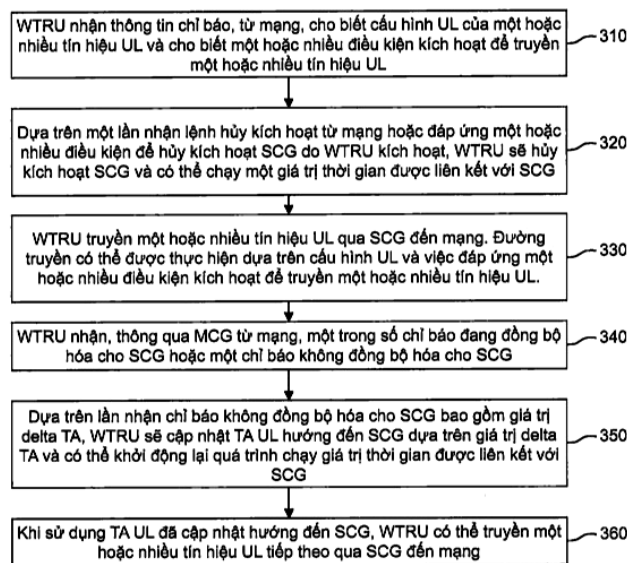 WTRU nhận thông tin chỉ báo, từ mạng, cho biết cấu hình UL của một hoặc
nhiều tín hiệu UL và cho biết một hoặc nhiều điều kiện kích hoạt để truyền
một hoặc nhiều tín hiệu UL
310
Dựa trên một lần nhận lệnh hủy kích hoạt từ mạng hoặc đáp ứng một hoặc
nhiều điều kiện để hủy kích hoạt SCG do WTRU kích hoạt, WTRU sẽ hủy
kích hoạt SCG và có thể chạy một giá trị thời gian được liên kết với SCG
320
WTRU truyền một hoặc nhiều tín hiệu UL qua SCG đến mạng. Đường
truyền có thể được thực hiện dựa trên cấu hình UL và việc đáp ứng một
hoặc nhiều điều kiện kích hoạt để truyền một hoặc nhiều tín hiệu UL.
330
WTRU nhận, thông qua MCG từ mạng, một trong số chỉ báo đang đồng bộ
hóa cho SCG hoặc một chỉ báo không đồng bộ hóa cho SCG
340
Dựa trên lần nhận chỉ báo không đồng bộ hóa cho SCG bao gồm giá trị
delta TA, WTRU sẽ cập nhật TA UL hướng đến SCG dựa trên giá trị delta
TA và có thể khởi động lại quá trình chạy giá trị thời gian được liên kết với
SCG
350
Khi sử dụng TA UL đã cập nhật hướng đến SCG, WTRU có thể truyền một
hoặc nhiều tín hiệu UL tiếp theo qua SCG đến mạng
360